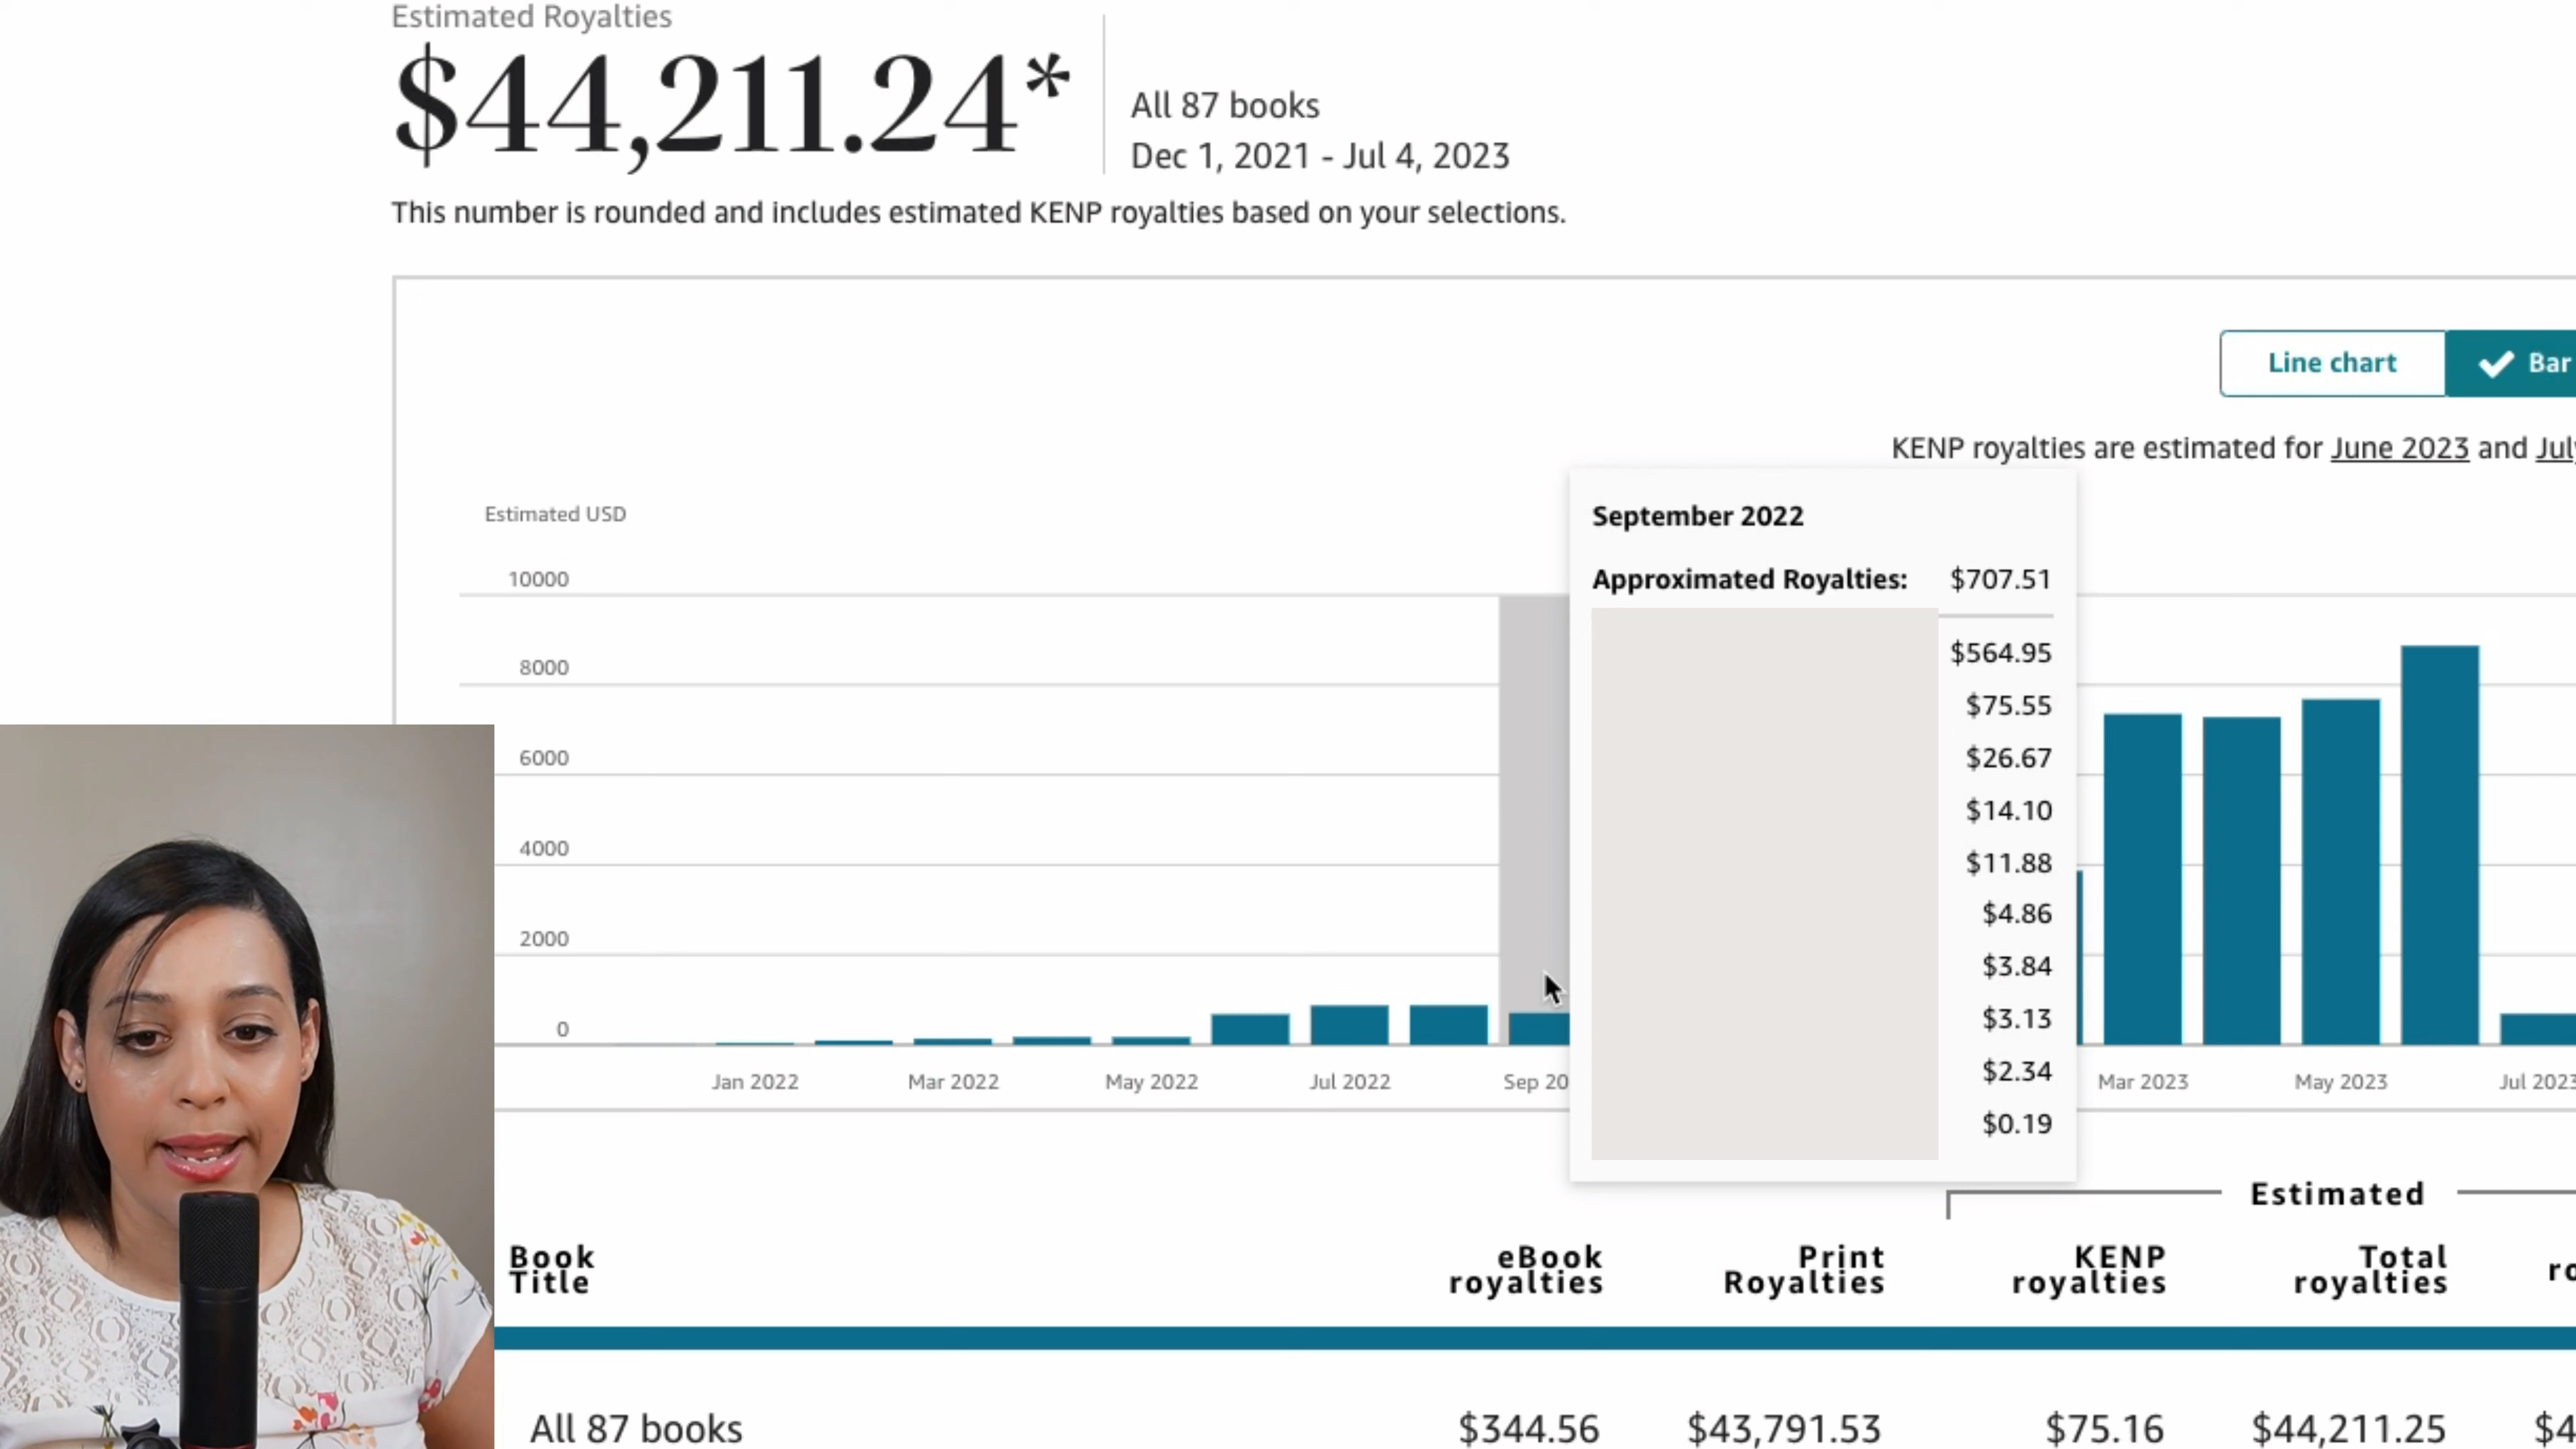 Estimated Royalties
$44,211.24*
All 87 books
Dec 1, 2021 - Jul 4, 2023
This number is rounded and includes estimated KENP royalties based on your selections.
Line chart
Bar
KENP royalties are estimated for June 2023 and
Estimated USD
10000
8000
6000
4000
2000
0
September 2022
Approximated Royalties: $707.51
$564.95
$75.55
$26.67
$14.10
$11.88
$4.86
$3.84
$3.13
$2.34
$0.19
Jan 2022 Mar 2022 May 2022 Jul 2022 Sep 20 Mar 2023 May 2023 Jul 2023
Estimated
Book Title
eBook royalties
Print Royalties
KENP royalties
Total royalties
All 87 books $344.56 $43,791.53 $75.16 $44,211.25